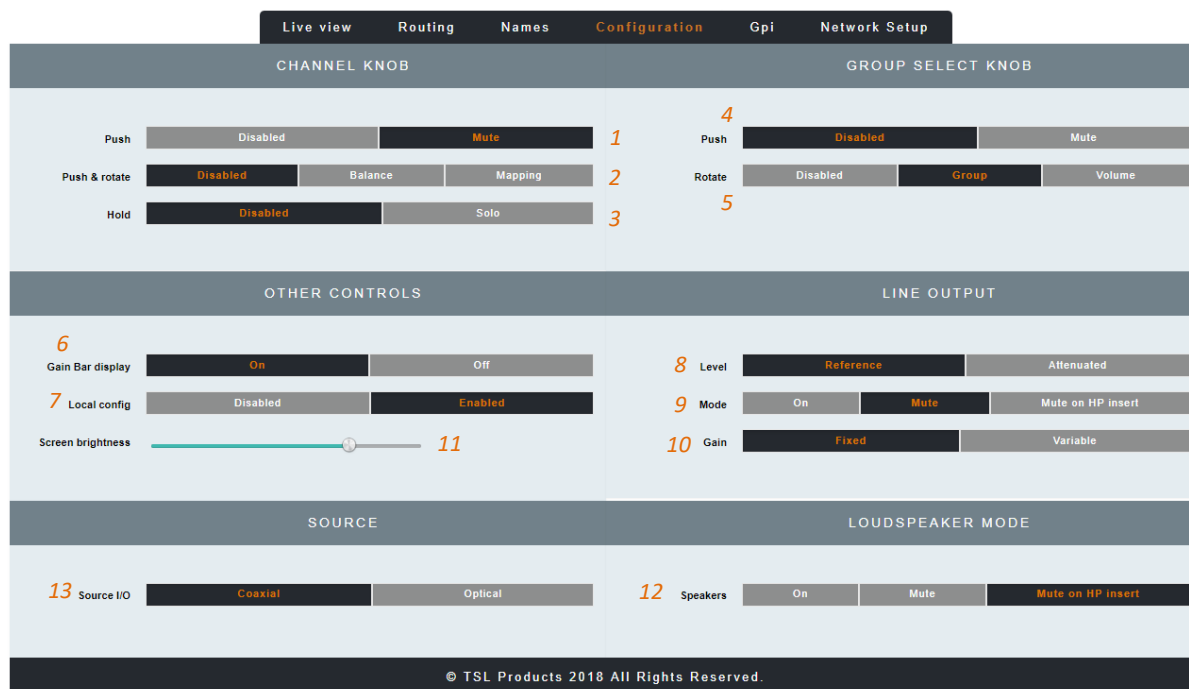 Live view Routing Names Configuration Gpi Network Setup
CHANNEL KNOB
Push Disabled Mute 1
Push & rotate Disabled Balance Mapping 2
Hold Disabled Solo 3
GROUP SELECT KNOB
4
Push Disabled Mute
Rotate Disabled Group Volume
5
OTHER CONTROLS
6
Gain Bar display On Off
7 Local config Disabled Enabled
Screen brightness 11
LINE OUTPUT
8 Level Reference Attenuated
9 Mode On Mute Mute on HP insert
10 Gain Fixed Variable
SOURCE
13 Source I/O Coaxial Optical
LOUDSPEAKER MODE
12 Speakers On Mute Mute on HP insert
© TSL Products 2018 All Rights Reserved.